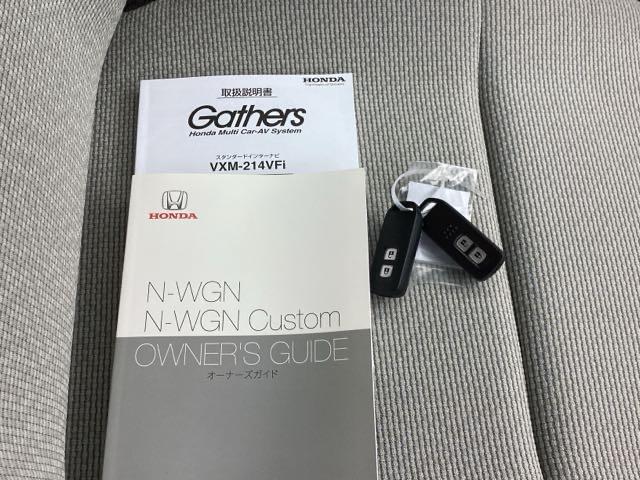 HONDA
取扱説明書
Gathers
Honda Multi Car-AV System
スタンダードインターナビ
VXM-214VFi
HONDA
N-WGN
N-WGN Custom
OWNER'S GUIDE
オーナーズガイド